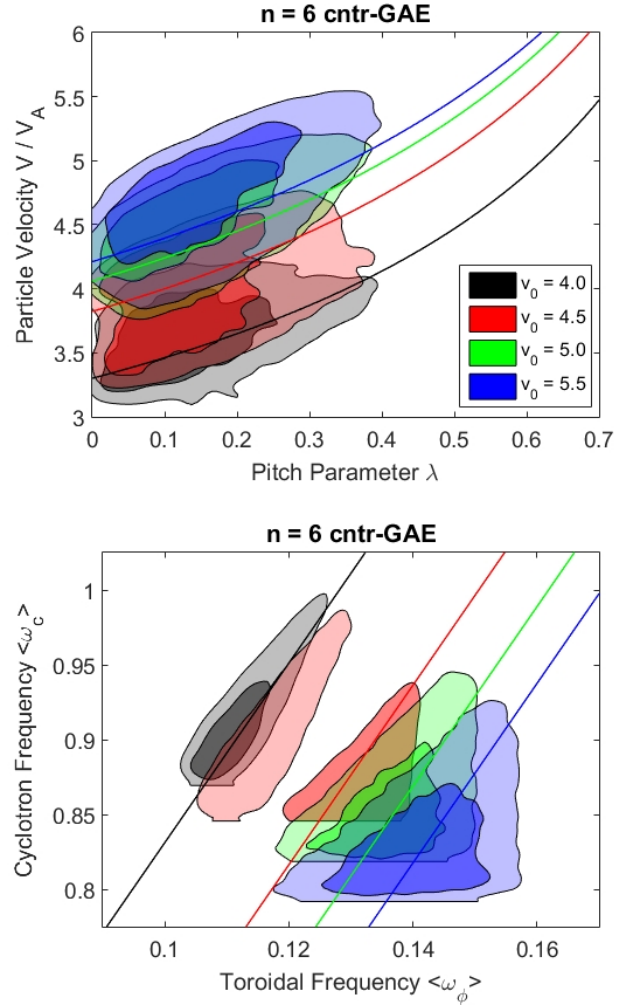 n = 6 cntr-GAE
6
5.5
5
4.5
4
3.5
3
Particle Velocity V / V_A
v_0 = 4.0
v_0 = 4.5
v_0 = 5.0
v_0 = 5.5
0 0.1 0.2 0.3 0.4 0.5 0.6 0.7
Pitch Parameter λ
n = 6 cntr-GAE
1
0.95
0.9
0.85
0.8
Cyclotron Frequency <ω_c>
0.1 0.12 0.14 0.16
Toroidal Frequency <ω_ϕ>